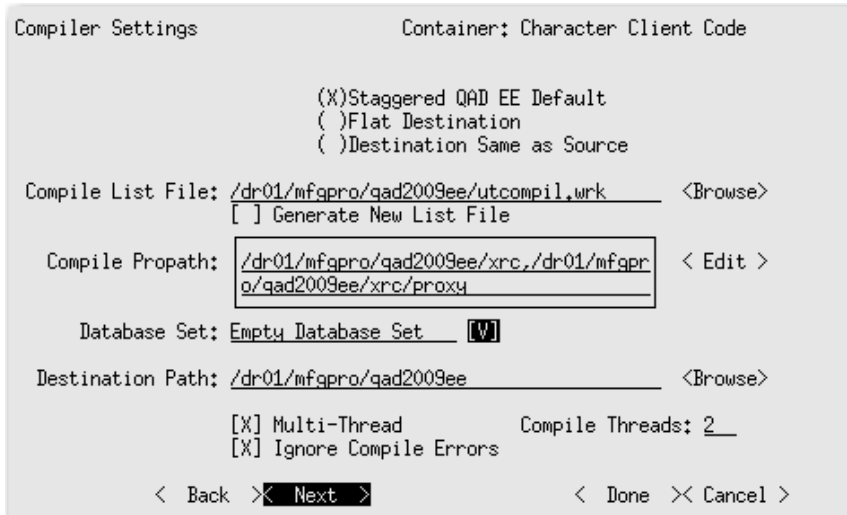 Compiler Settings Container: Character Client Code
(X)Staggered QAD EE Default
( )Flat Destination
( )Destination Same as Source
Compile List File: /dr01/mfgpro/qad2009ee/utcompil.wrk <Browse>
[ ] Generate New List File
Compile Propath: /dr01/mfgpro/qad2009ee/xrc,/dr01/mfgpr < Edit >
o/qad2009ee/xrc/proxy
Database Set: Empty Database Set [V]
Destination Path: /dr01/mfgpro/qad2009ee <Browse>
[X] Multi-Thread Compile Threads: 2
[X] Ignore Compile Errors
< Back >< Next > < Done >< Cancel >